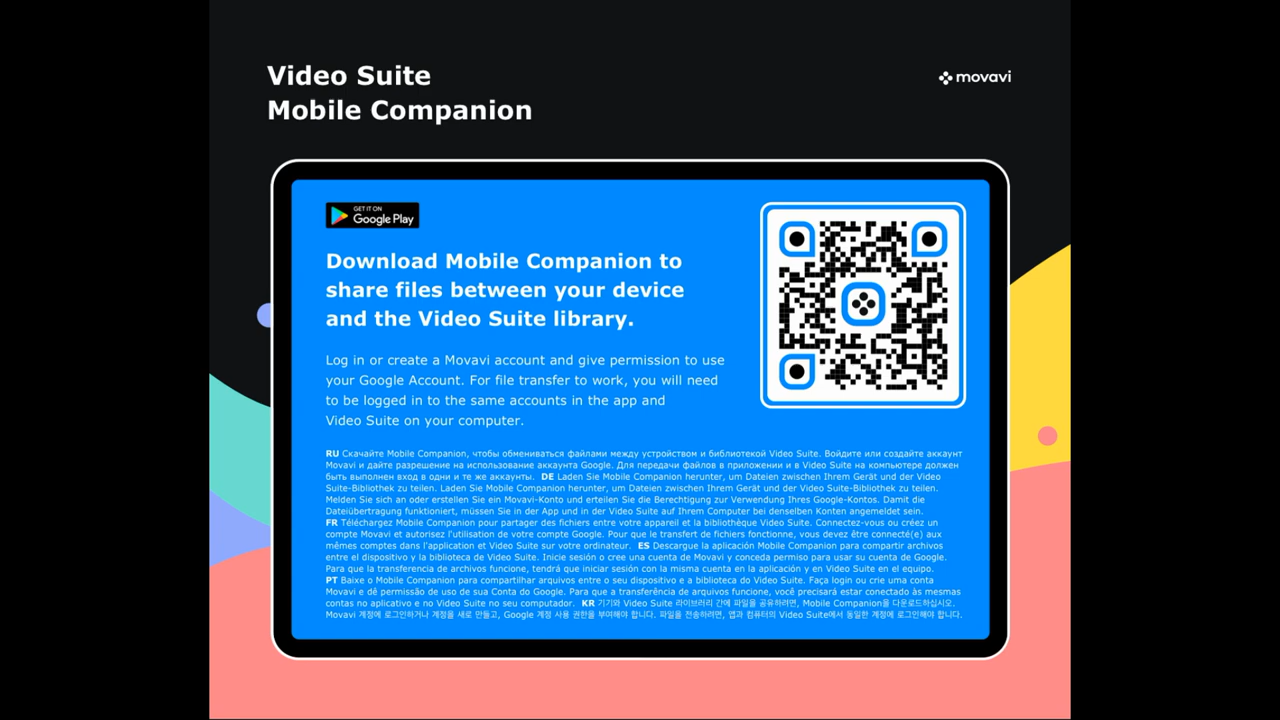 Video Suite
Mobile Companion
movavi
GET IT ON
Google Play
Download Mobile Companion to
share files between your device
and the Video Suite library.
Log in or create a Movavi account and give permission to use
your Google Account. For file transfer to work, you will need
to be logged in to the same accounts in the app and
Video Suite on your computer.
RU Скачайте Mobile Companion, чтобы обмениваться файлами между устройством и библиотекой Video Suite. Войдите или создайте аккаунт
Movavi и дайте разрешение на использование аккаунта Google. Для передачи файлов в приложении и в Video Suite на компьютере должен
быть выполнен вход в одни и те же аккаунты. DE Laden Sie Mobile Companion herunter, um Dateien zwischen Ihrem Gerät und der Video
Suite-Bibliothek zu teilen. Laden Sie Mobile Companion herunter, um Dateien zwischen Ihrem Gerät und der Video Suite-Bibliothek zu teilen.
Melden Sie sich an oder erstellen Sie ein Movavi-Konto und erteilen Sie die Berechtigung zur Verwendung Ihres Google-Kontos. Damit die
Dateiübertragung funktioniert, müssen Sie in der App und in der Video Suite auf Ihrem Computer bei denselben Konten angemeldet sein.
FR Téléchargez Mobile Companion pour partager des fichiers entre votre appareil et la bibliothèque Video Suite. Connectez-vous ou créez un
compte Movavi et autorisez l'utilisation de votre compte Google. Pour que le transfert de fichiers fonctionne, vous devez être connecté(e) aux
mêmes comptes dans l'application et Video Suite sur votre ordinateur. ES Descargue la aplicación Mobile Companion para compartir archivos
entre el dispositivo y la biblioteca de Video Suite. Inicie sesión o cree una cuenta de Movavi y conceda permiso para usar su cuenta de Google.
Para que la transferencia de archivos funcione, tendrá que iniciar sesión con la misma cuenta en la aplicación y en Video Suite en el equipo.
PT Baixe o Mobile Companion para compartilhar arquivos entre o seu dispositivo e a biblioteca do Video Suite. Faça login ou crie uma conta
Movavi e dê permissão de uso de sua Conta do Google. Para que a transferência de arquivos funcione, você precisará estar conectado às mesmas
contas no aplicativo e no Video Suite no seu computador. KR 기기와 Video Suite 라이브러리 간에 파일을 공유하려면, Mobile Companion을 다운로드하십시오.
Movavi 계정에 로그인하거나 계정을 새로 만들고, Google 계정 사용 권한을 부여해야 합니다. 파일을 전송하려면, 앱과 컴퓨터의 Video Suite에서 동일한 계정에 로그인해야 합니다.